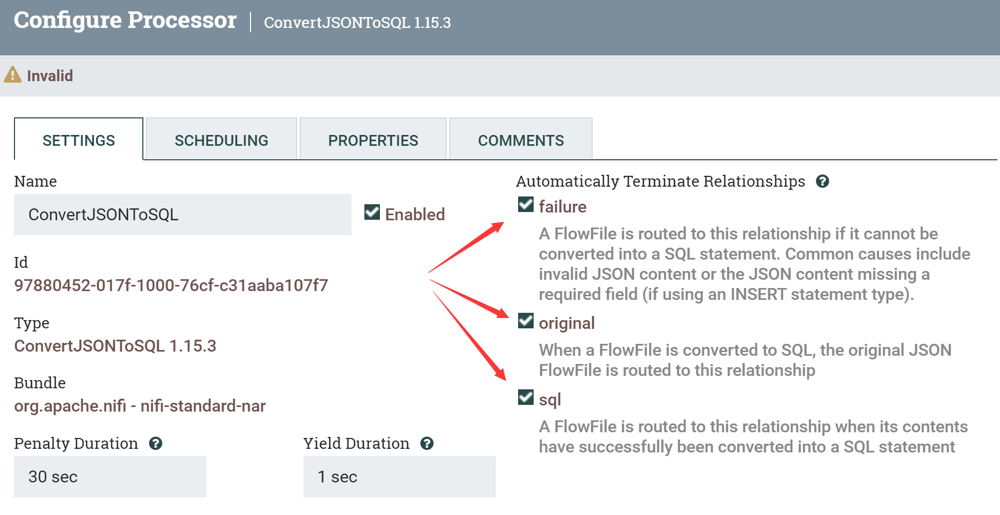 Configure Processor
ConvertJSONToSQL 1.15.3
Invalid
SETTINGS
SCHEDULING
PROPERTIES
COMMENTS
Name
ConvertJSONToSQL
Enabled
Id
97880452-017f-1000-76cf-c31aaba107f7
Type
ConvertJSONToSQL 1.15.3
Bundle
org.apache.nifi - nifi-standard-nar
Penalty Duration
30 sec
Yield Duration
1 sec
Automatically Terminate Relationships
failure
A FlowFile is routed to this relationship if it cannot be
converted into a SQL statement. Common causes include
invalid JSON content or the JSON content missing a
required field (if using an INSERT statement type).
original
When a FlowFile is converted to SQL, the original JSON
FlowFile is routed to this relationship
sql
A FlowFile is routed to this relationship when its contents
have successfully been converted into a SQL statement